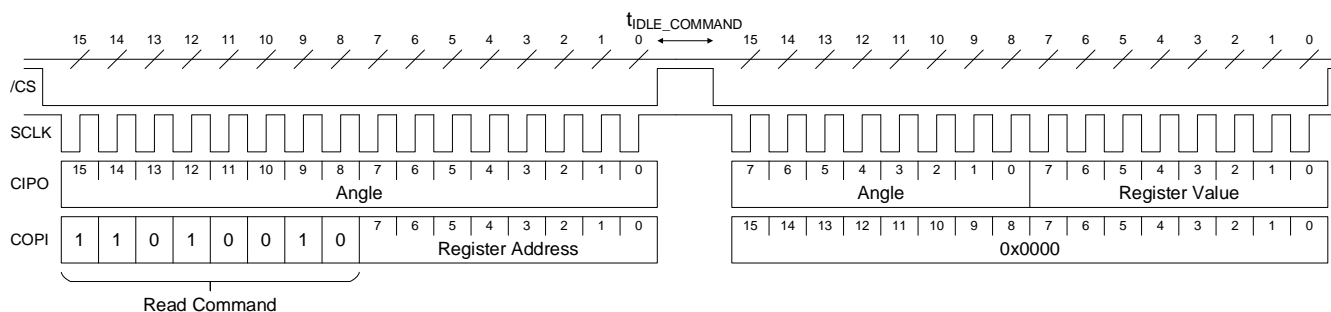 tIDLE_COMMAND
15 14 13 12 11 10 9 8 7 6 5 4 3 2 1 0 15 14 13 12 11 10 9 8 7 6 5 4 3 2 1 0
/CS
SCLK
15 14 13 12 11 10 9 8 7 6 5 4 3 2 1 0 7 6 5 4 3 2 1 0 7 6 5 4 3 2 1 0
CIPO
Angle Angle Register Value
7 6 5 4 3 2 1 0 15 14 13 12 11 10 9 8 7 6 5 4 3 2 1 0
COPI 1 1 0 1 0 0 1 0
Register Address 0x0000
Read Command